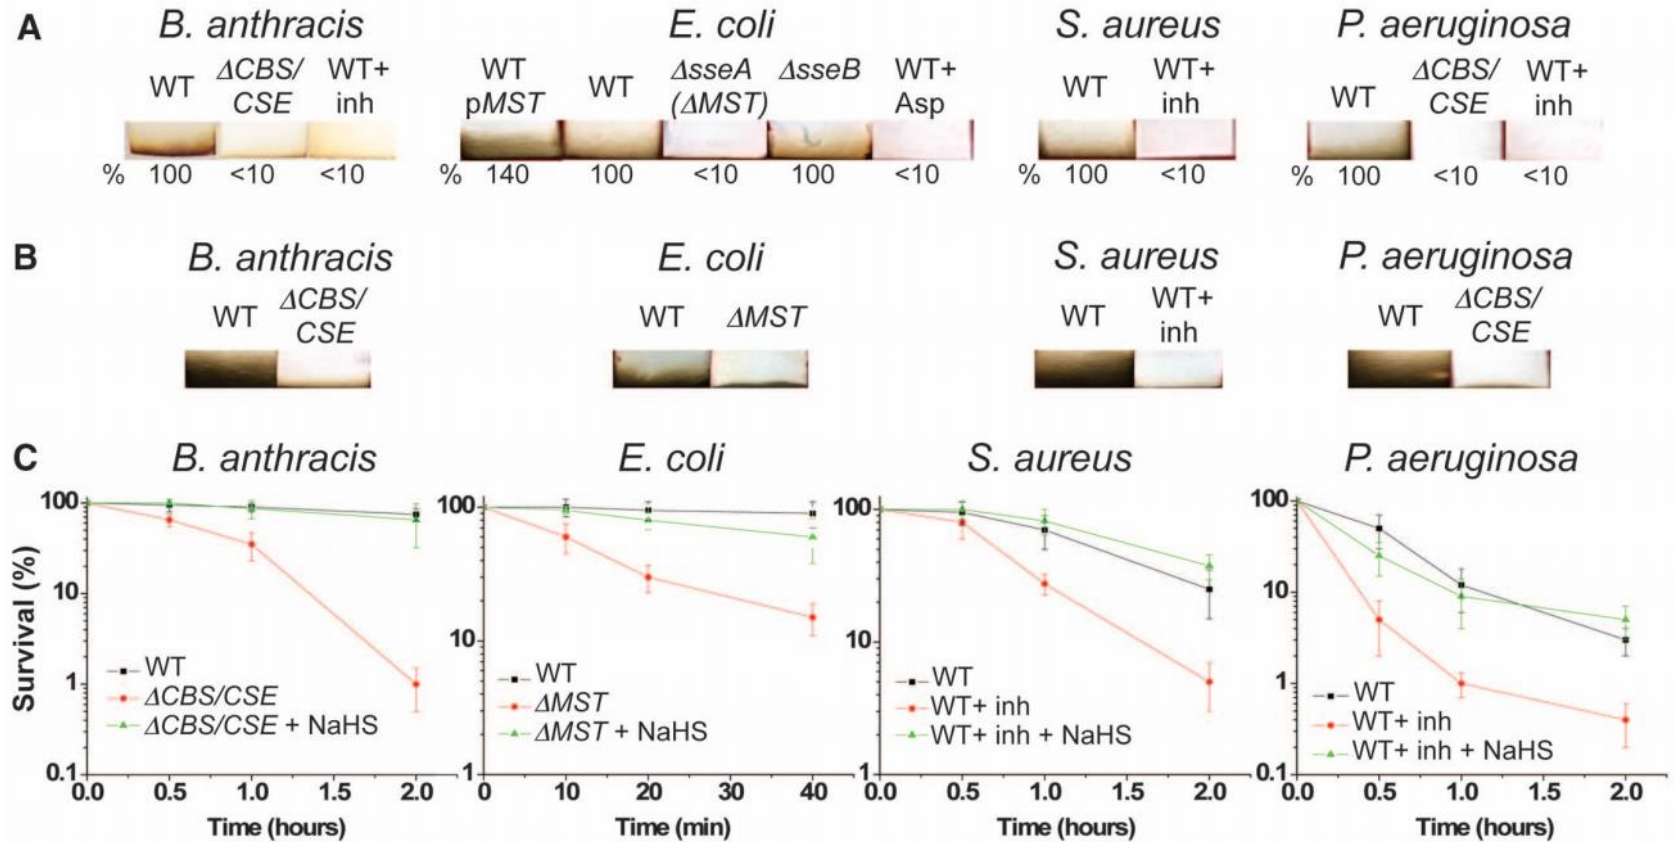 A
B. anthracis
E. coli
S. aureus
P. aeruginosa
WT
ΔCBS/
CSE
WT+
inh
WT
pMST
WT
ΔsseA
(ΔMST)
ΔsseB
WT+
Asp
WT
WT+
inh
WT
ΔCBS/
CSE
WT+
inh
% 100 <10 <10
% 140 100 <10 100 <10
% 100 <10
% 100 <10 <10
B
B. anthracis
E. coli
S. aureus
P. aeruginosa
WT
ΔCBS/
CSE
WT
ΔMST
WT
WT+
inh
WT
ΔCBS/
CSE
C
B. anthracis
E. coli
S. aureus
P. aeruginosa
Survival (%)
100
10
1
0.1
WT
ΔCBS/CSE
ΔCBS/CSE + NaHS
0.0 0.5 1.0 1.5 2.0
Time (hours)
100
10
1
WT
ΔMST
ΔMST + NaHS
0 10 20 30 40
Time (min)
100
10
1
WT
WT+ inh
WT+ inh + NaHS
0.0 0.5 1.0 1.5 2.0
Time (hours)
100
10
1
0.1
WT
WT+ inh
WT+ inh + NaHS
0.0 0.5 1.0 1.5 2.0
Time (hours)